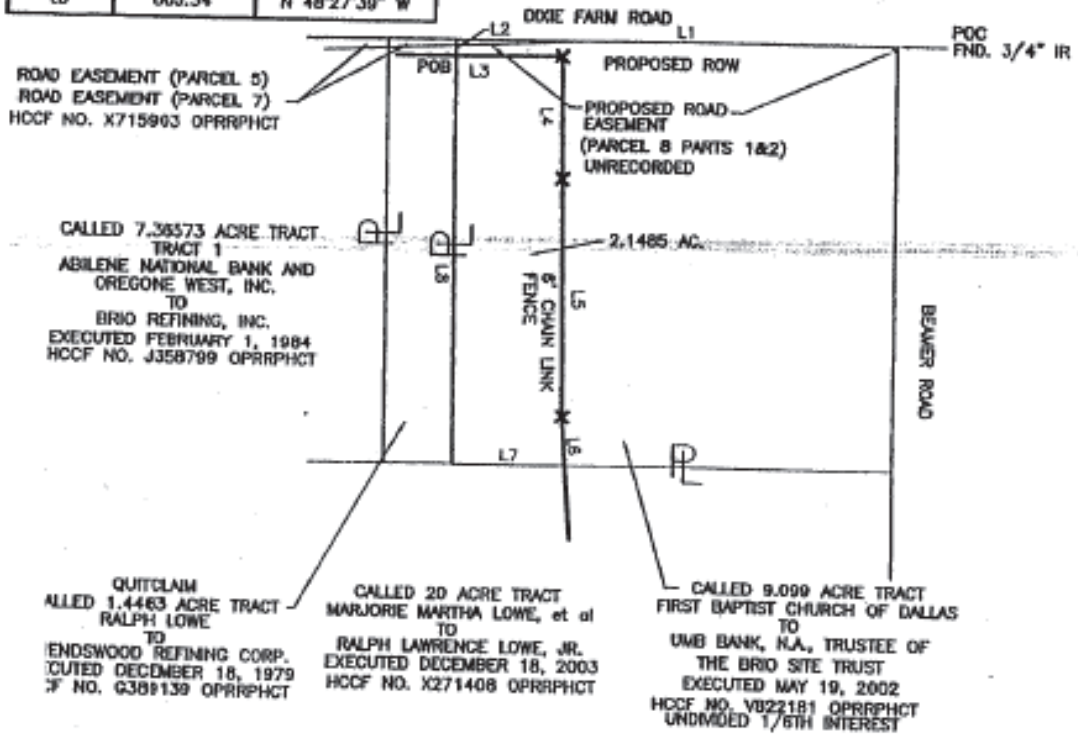 L8 665.54 N 48°27'39" W
DIXIE FARM ROAD
L2
L1
POC
FND. 3/4" IR
POB
L3
PROPOSED ROW
ROAD EASEMENT (PARCEL 5)
ROAD EASEMENT (PARCEL 7)
HCCF NO. X715903 OPRRPHCT
L4
PROPOSED ROAD
EASEMENT
(PARCEL 8 PARTS 1&2)
UNRECORDED
CALLED 7.36573 ACRE TRACT
TRACT 1
ABILENE NATIONAL BANK AND
OREGONE WEST, INC.
TO
BRIO REFINING, INC.
EXECUTED FEBRUARY 1, 1984
HCCF NO. J358799 OPRRPHCT
PL
PL
L8
2.1485 AC.
6' CHAIN LINK
FENCE
L5
BEAMER ROAD
L6
L7
PL
QUITCLAIM
ALLED 1.4463 ACRE TRACT
RALPH LOWE
TO
ENDSWOOD REFINING CORP.
CUTED DECEMBER 18, 1979
CF NO. G389139 OPRRPHCT
CALLED 20 ACRE TRACT
MARJORIE MARTHA LOWE, et al
TO
RALPH LAWRENCE LOWE, JR.
EXECUTED DECEMBER 18, 2003
HCCF NO. X271408 OPRRPHCT
CALLED 9.099 ACRE TRACT
FIRST BAPTIST CHURCH OF DALLAS
TO
UMB BANK, N.A., TRUSTEE OF
THE BRIO SITE TRUST
EXECUTED MAY 19, 2002
HCCF NO. V822181 OPRRPHCT
UNDIVIDED 1/6TH INTEREST